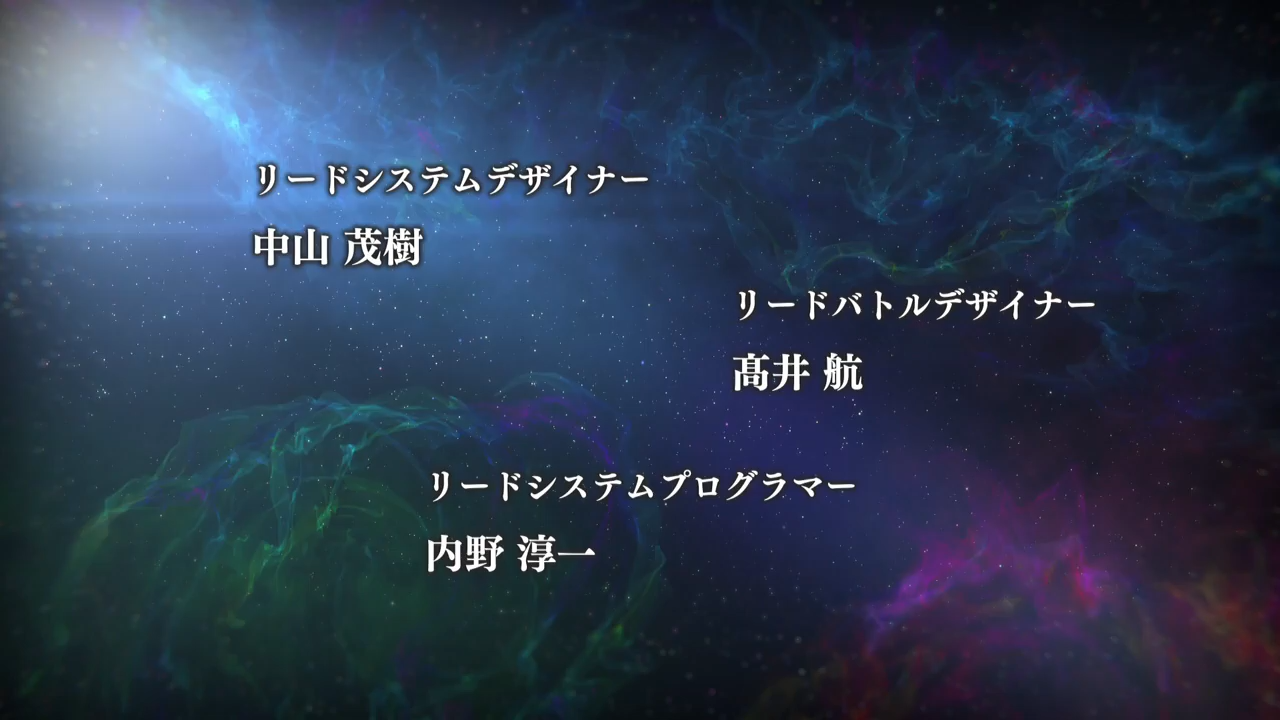 リードシステムデザイナー
中山 茂樹
リードバトルデザイナー
髙井 航
リードシステムプログラマー
内野 淳一